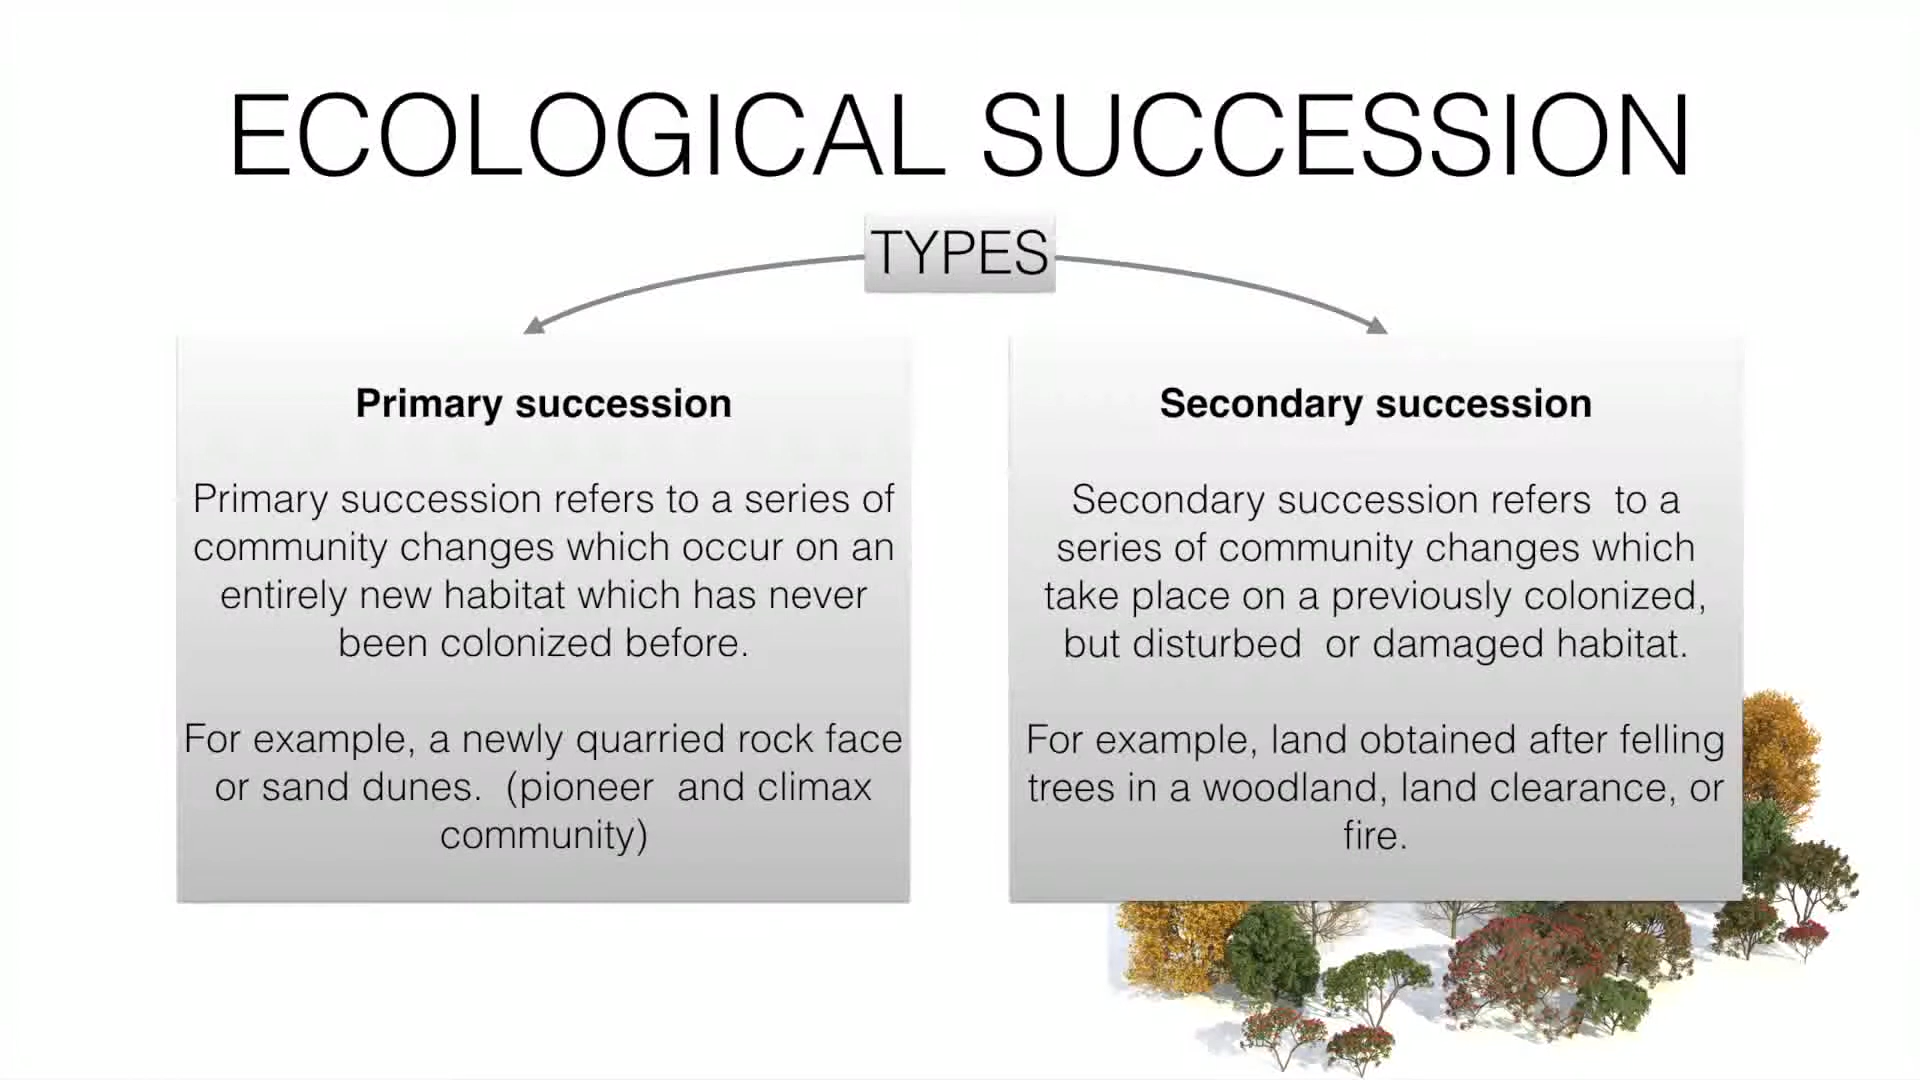 ECOLOGICAL SUCCESSION
TYPES
Primary succession
Primary succession refers to a series of
community changes which occur on an
entirely new habitat which has never
been colonized before.
For example, a newly quarried rock face
or sand dunes.  (pioneer  and climax
community)
Secondary succession
Secondary succession refers  to a
series of community changes which
take place on a previously colonized,
but disturbed  or damaged habitat.
For example, land obtained after felling
trees in a woodland, land clearance, or
fire.